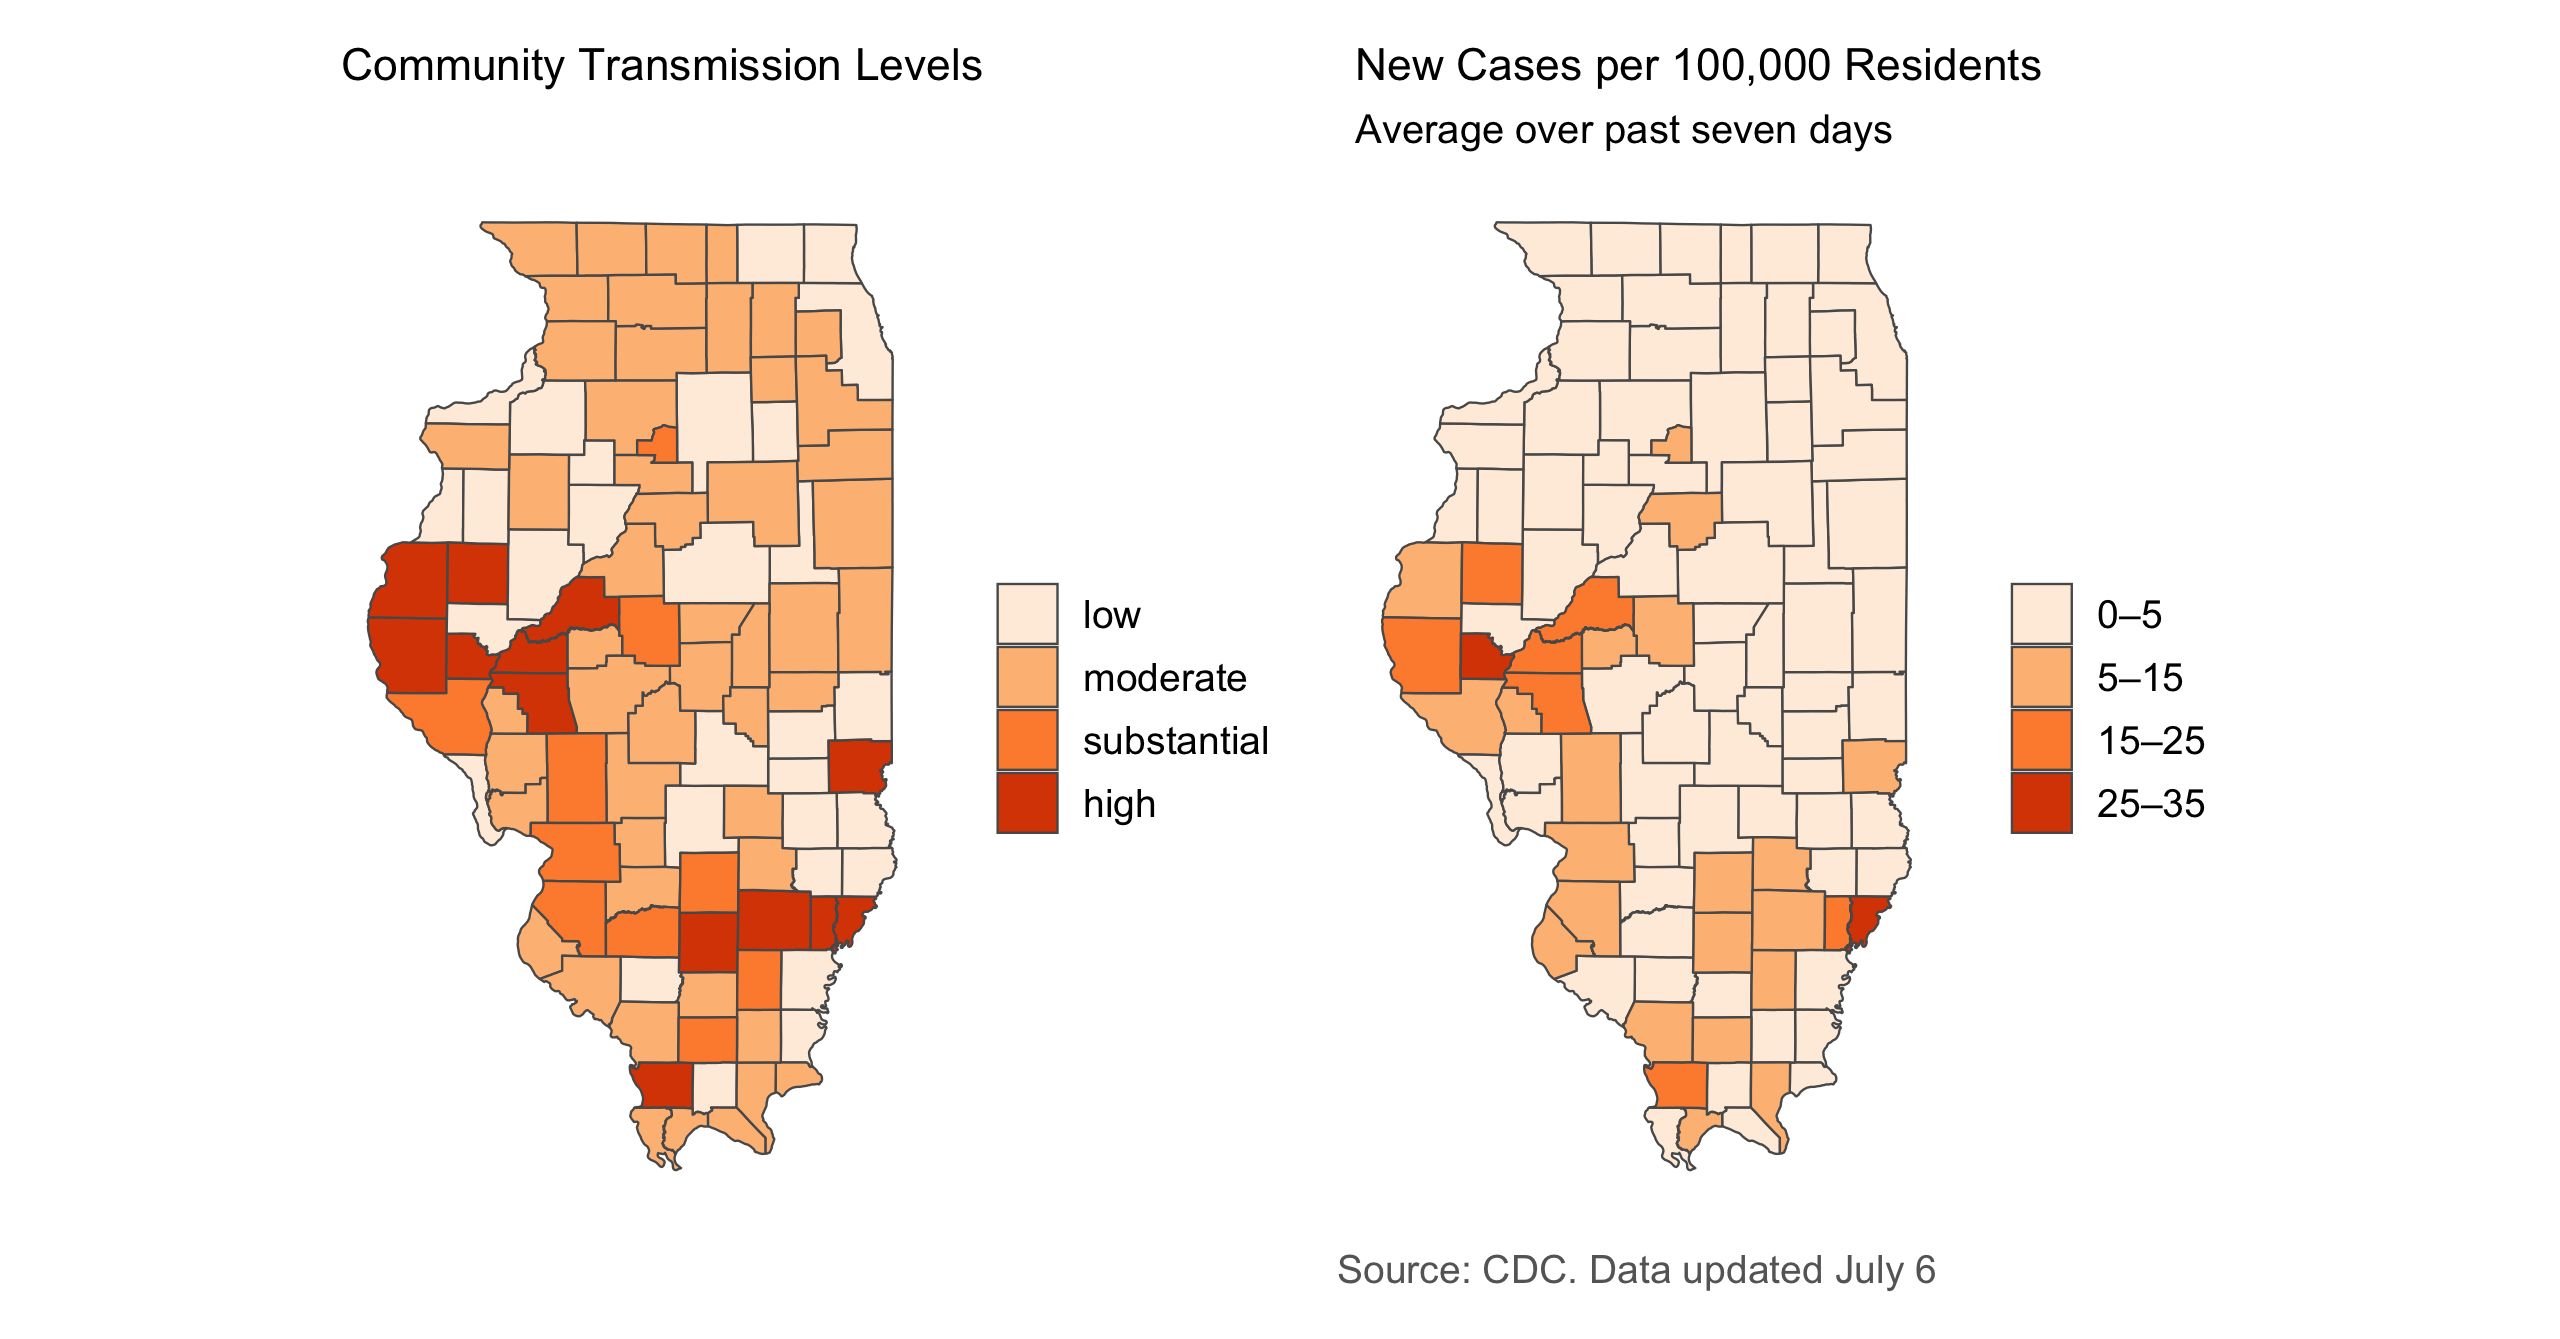 Community Transmission Levels
low
moderate
substantial
high
New Cases per 100,000 Residents
Average over past seven days
0–5
5–15
15–25
25–35
Source: CDC. Data updated July 6